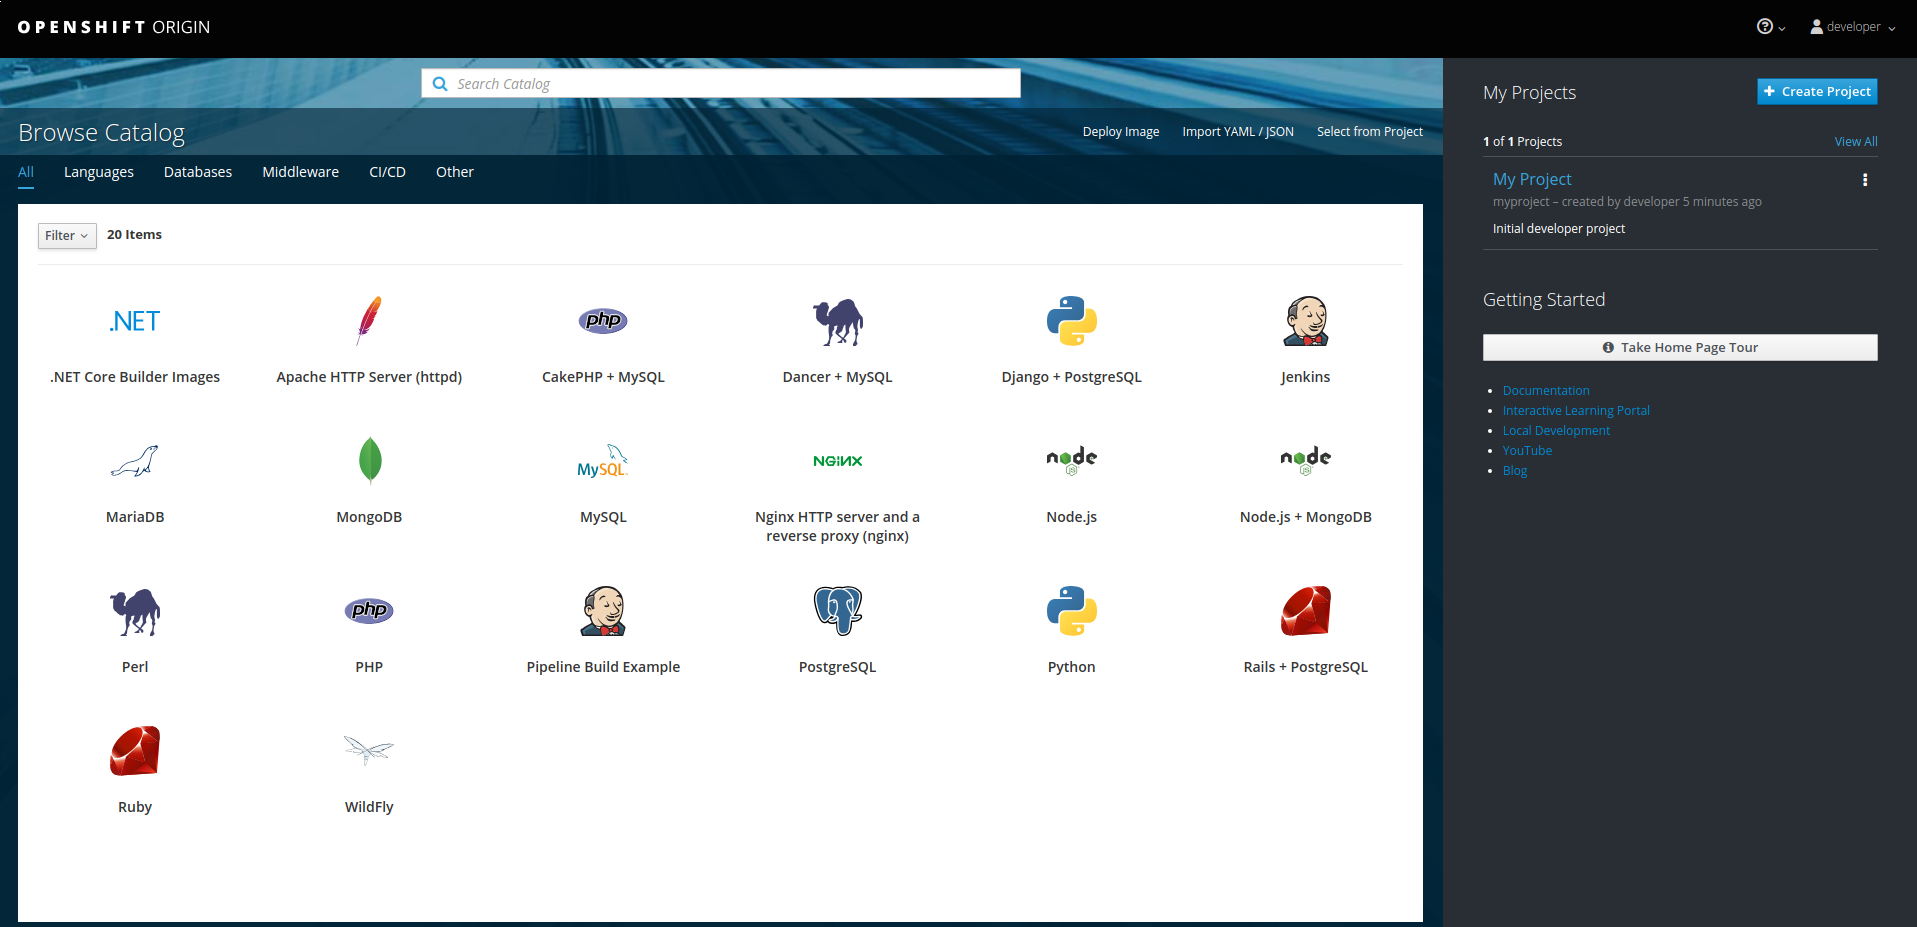 OPENSHIFT ORIGIN
developer
Search Catalog
Browse Catalog
Deploy Image
Import YAML / JSON
Select from Project
All
Languages
Databases
Middleware
CI/CD
Other
Filter
20 Items
.NET
php
.NET Core Builder Images
Apache HTTP Server (httpd)
CakePHP + MySQL
Dancer + MySQL
Django + PostgreSQL
Jenkins
MySQL
NGINX
node
JS
node
JS
MariaDB
MongoDB
MySQL
Nginx HTTP server and a
reverse proxy (nginx)
Node.js
Node.js + MongoDB
php
Perl
PHP
Pipeline Build Example
PostgreSQL
Python
Rails + PostgreSQL
Ruby
WildFly
My Projects
Create Project
1 of 1 Projects
View All
My Project
myproject – created by developer 5 minutes ago
Initial developer project
Getting Started
Take Home Page Tour
Documentation
Interactive Learning Portal
Local Development
YouTube
Blog